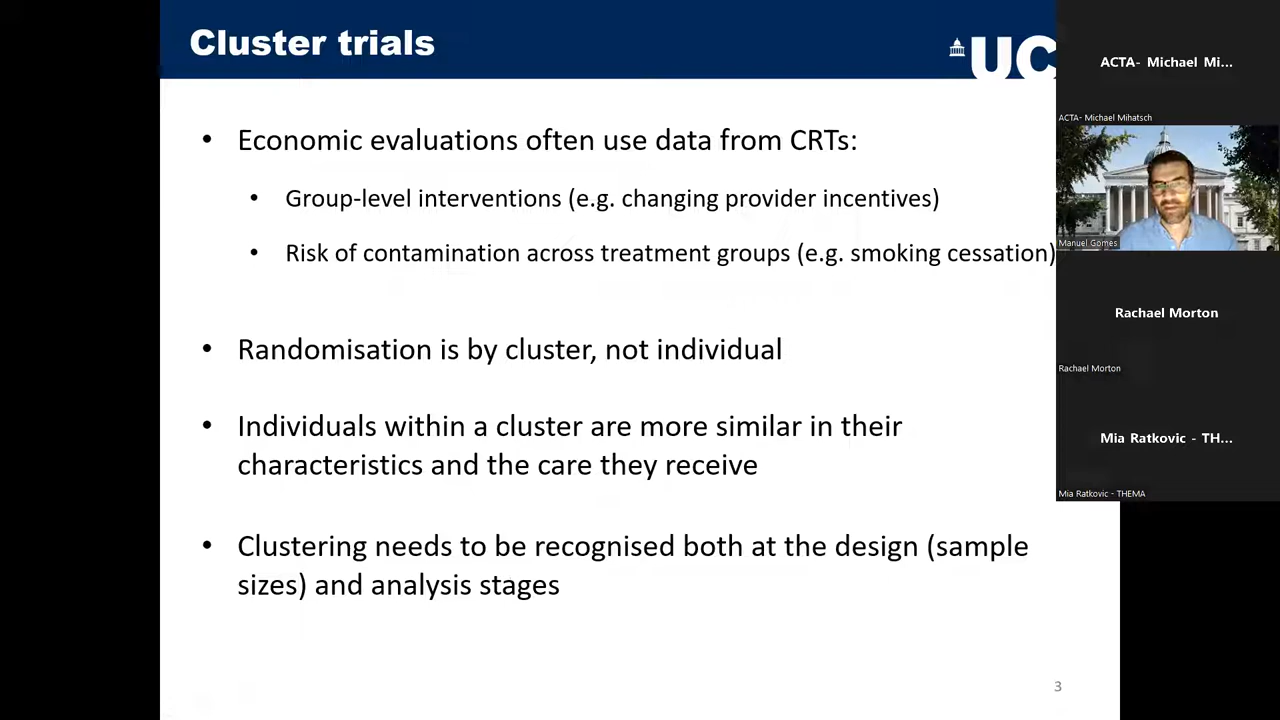 Cluster trials
UC
• Economic evaluations often use data from CRTs:
• Group-level interventions (e.g. changing provider incentives)
• Risk of contamination across treatment groups (e.g. smoking cessation)
• Randomisation is by cluster, not individual
• Individuals within a cluster are more similar in their
characteristics and the care they receive
• Clustering needs to be recognised both at the design (sample
sizes) and analysis stages
3
ACTA- Michael Mi...
ACTA- Michael Mihatsch
Manuel Gomes
Rachael Morton
Rachael Morton
Mia Ratkovic - TH...
Mia Ratkovic - THEMA